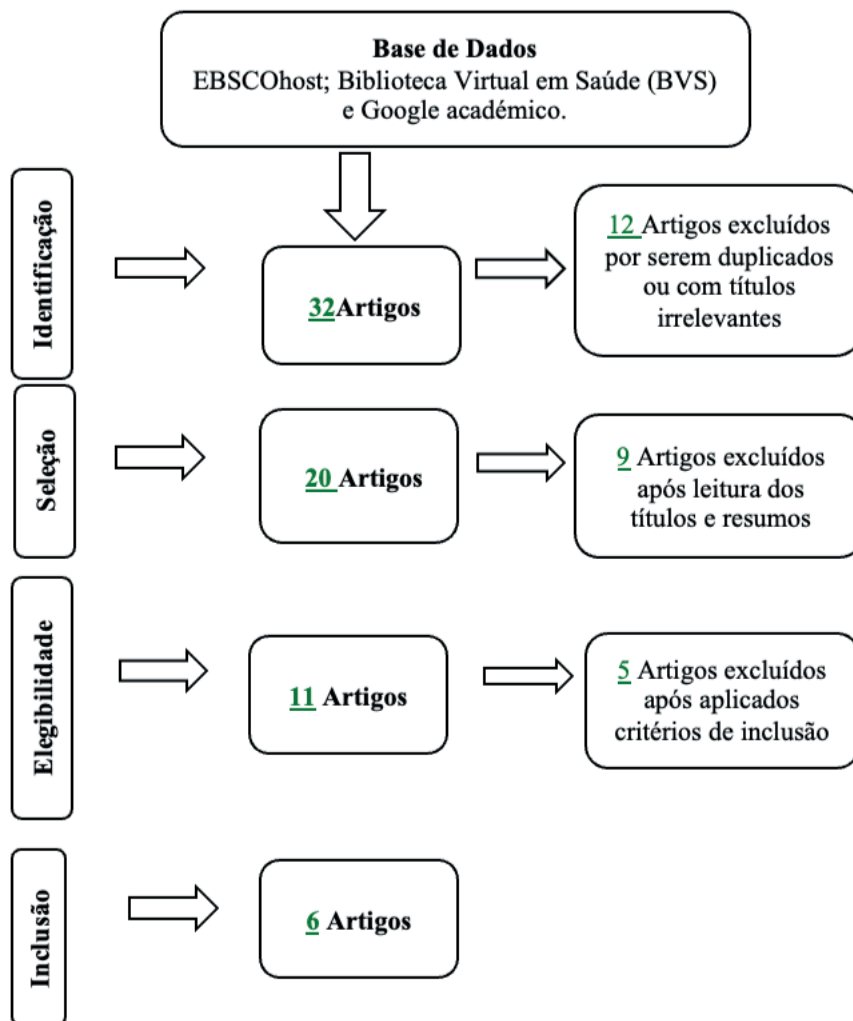 Base de Dados
EBSCOhost; Biblioteca Virtual em Saúde (BVS)
e Google académico.
Identificação
32Artigos
12 Artigos excluídos
por serem duplicados
ou com títulos
irrelevantes
Seleção
20 Artigos
9 Artigos excluídos
após leitura dos
títulos e resumos
Elegibilidade
11 Artigos
5 Artigos excluídos
após aplicados
critérios de inclusão
Inclusão
6 Artigos